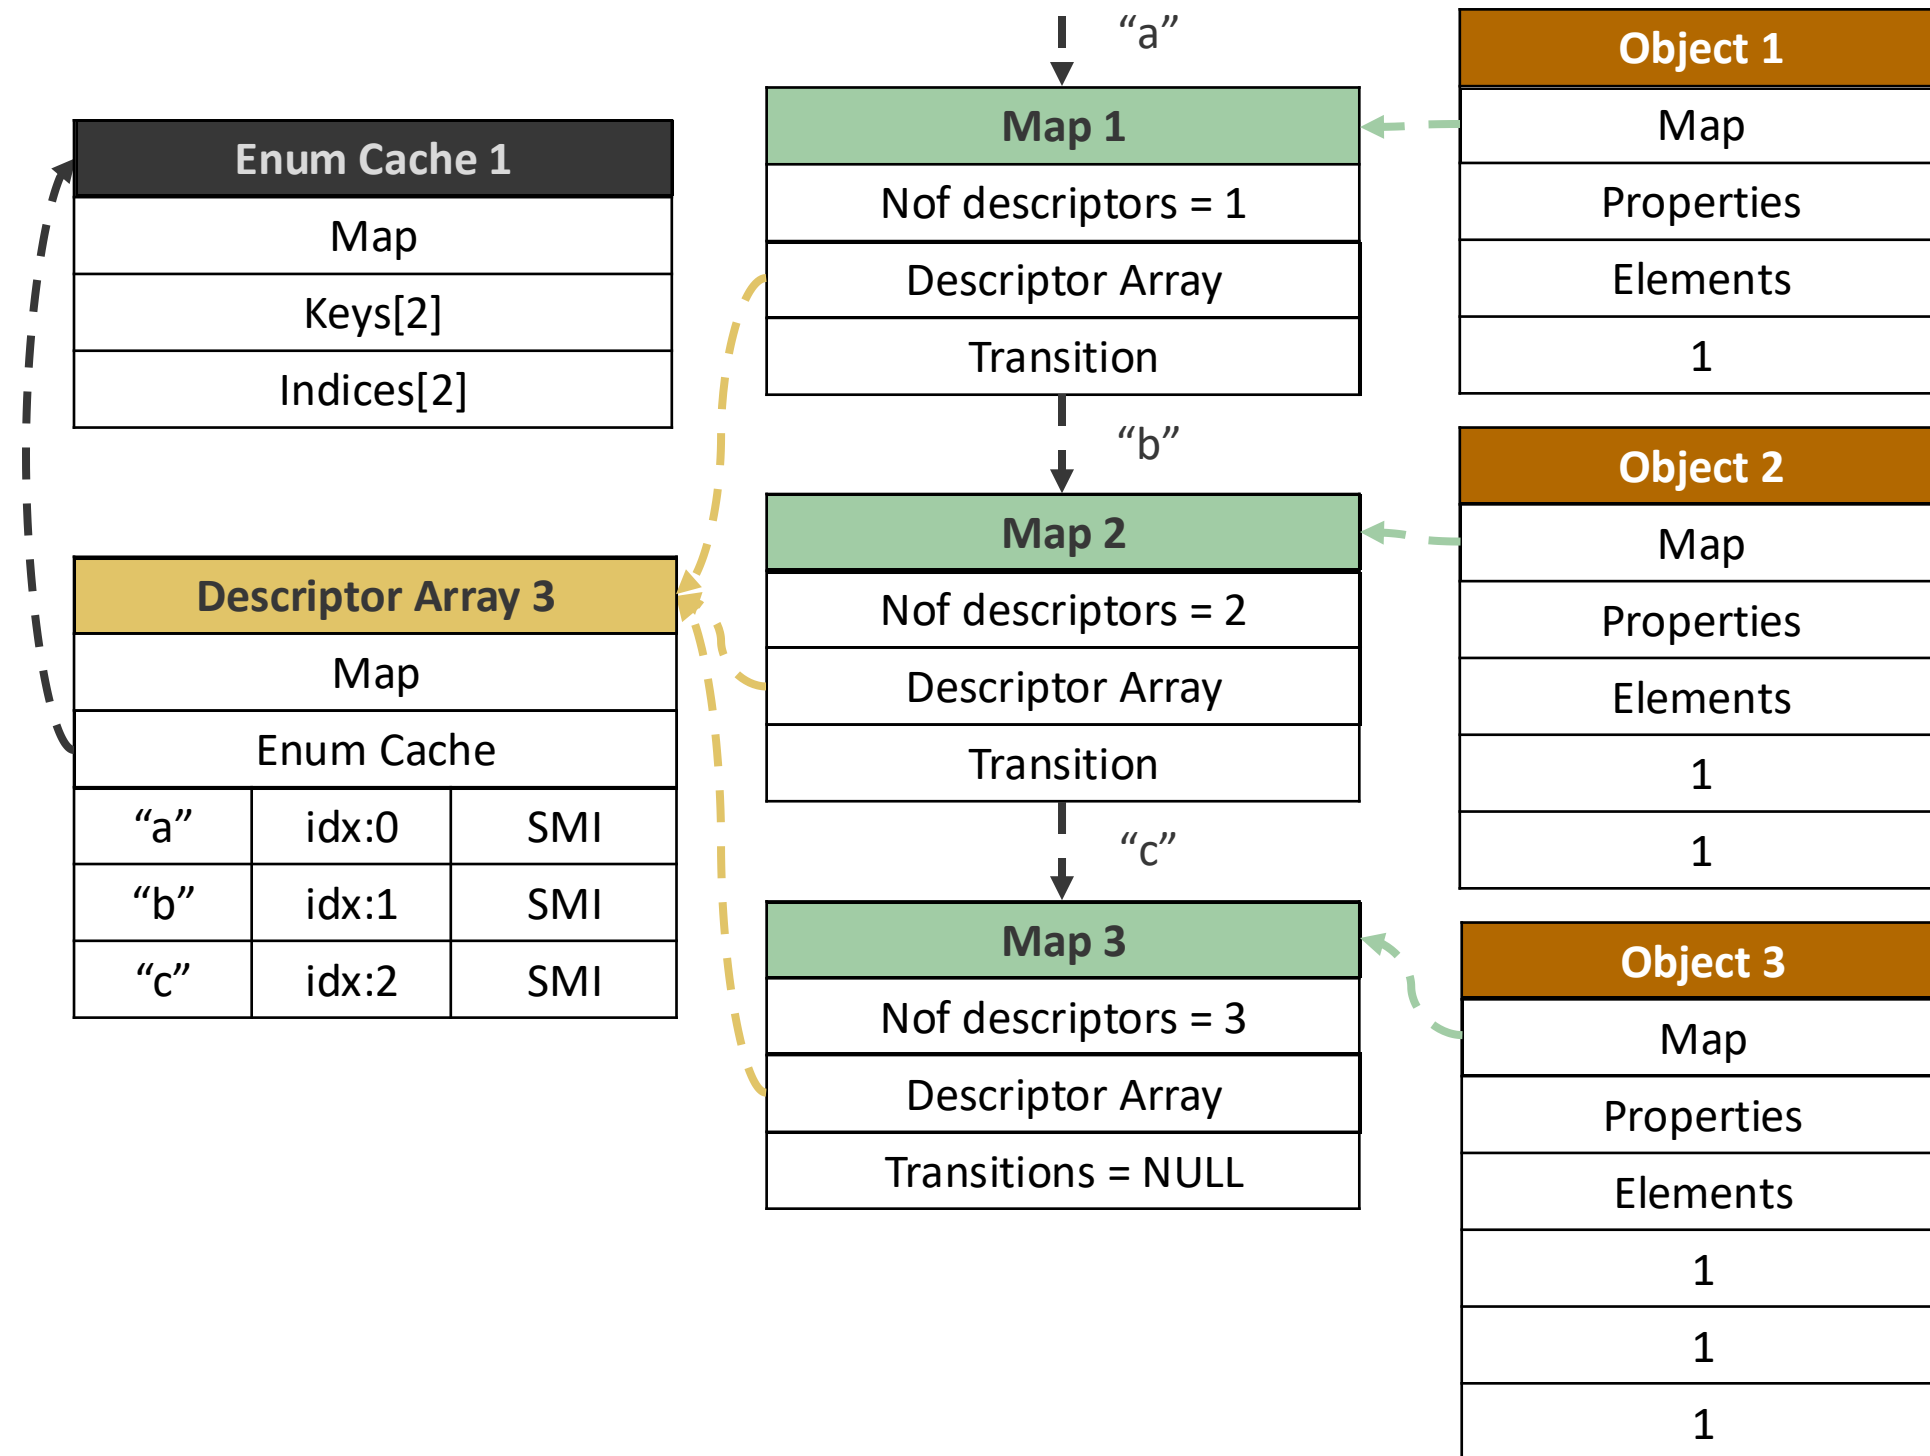 Enum Cache 1
Map
Keys[2]
Indices[2]
Descriptor Array 3
Map
Enum Cache
“a” idx:0 SMI
“b” idx:1 SMI
“c” idx:2 SMI
“a”
Map 1
Nof descriptors = 1
Descriptor Array
Transition
“b”
Map 2
Nof descriptors = 2
Descriptor Array
Transition
“c”
Map 3
Nof descriptors = 3
Descriptor Array
Transitions = NULL
Object 1
Map
Properties
Elements
1
Object 2
Map
Properties
Elements
1
1
Object 3
Map
Properties
Elements
1
1
1